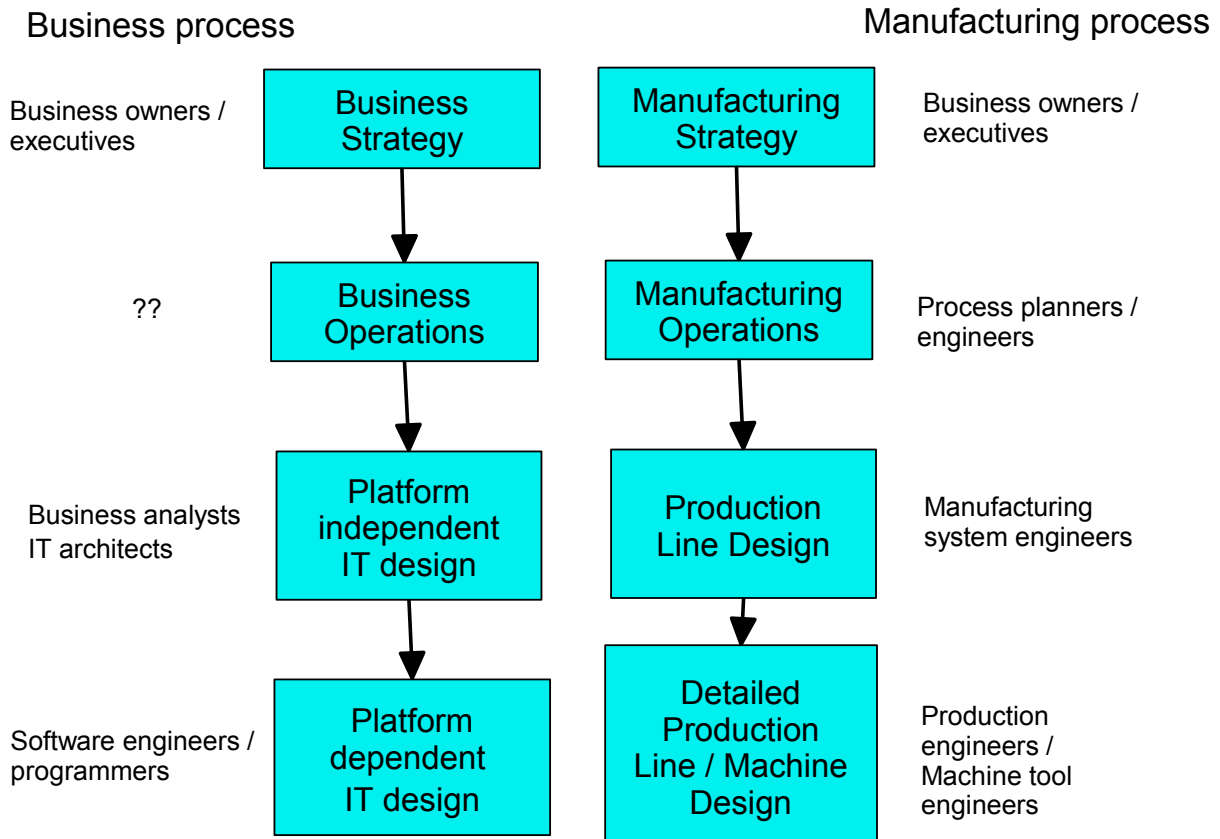 Business process
Manufacturing process
Business owners /
executives
Business
Strategy
Manufacturing
Strategy
Business owners /
executives
??
Business
Operations
Manufacturing
Operations
Process planners /
engineers
Business analysts
IT architects
Platform
independent
IT design
Production
Line Design
Manufacturing
system engineers
Software engineers /
programmers
Platform
dependent
IT design
Detailed
Production
Line / Machine
Design
Production
engineers /
Machine tool
engineers